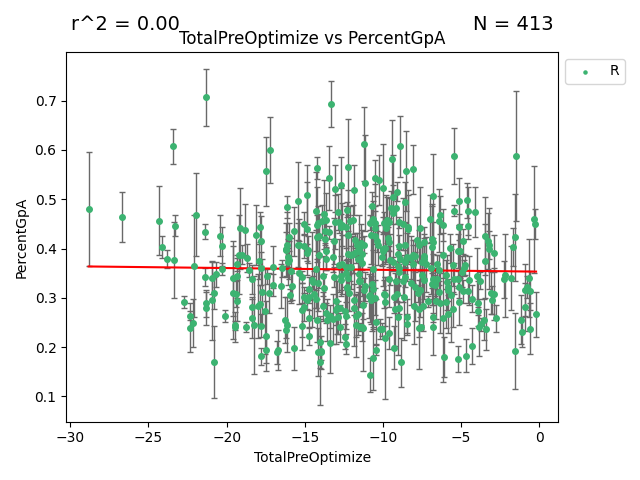 r^2 = 0.00
N = 413
TotalPreOptimize vs PercentGpA
R
PercentGpA
0.7
0.6
0.5
0.4
0.3
0.2
0.1
−30 −25 −20 −15 −10 −5 0
TotalPreOptimize